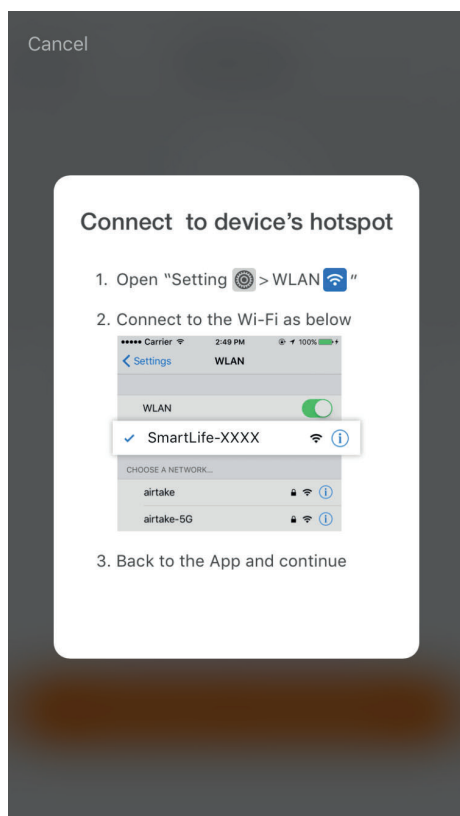 Cancel
Connect to device's hotspot
1. Open “Setting > WLAN ”
2. Connect to the Wi-Fi as below
Carrier 2:49 PM 100%
Settings WLAN
WLAN
SmartLife-XXXX
CHOOSE A NETWORK...
airtake
airtake-5G
3. Back to the App and continue